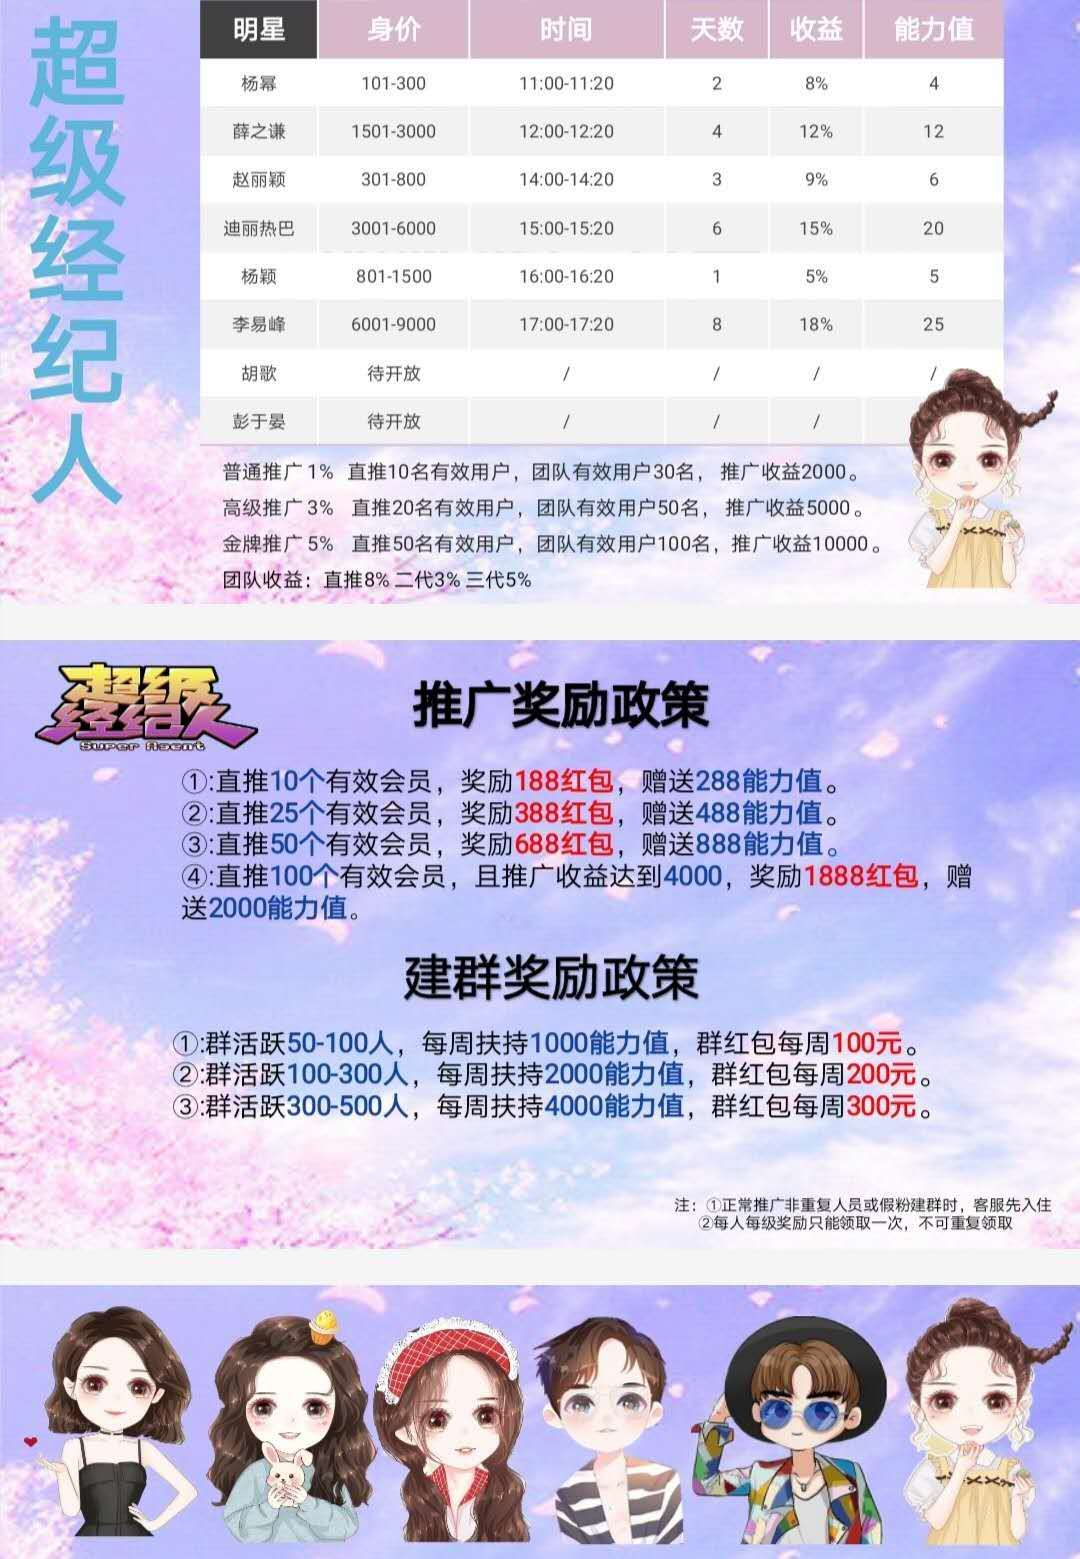 超级经纪人
明星 身价 时间 天数 收益 能力值
杨幂 101-300 11:00-11:20 2 8% 4
薛之谦 1501-3000 12:00-12:20 4 12% 12
赵丽颖 301-800 14:00-14:20 3 9% 6
迪丽热巴 3001-6000 15:00-15:20 6 15% 20
杨颖 801-1500 16:00-16:20 1 5% 5
李易峰 6001-9000 17:00-17:20 8 18% 25
胡歌 待开放 / / / /
彭于晏 待开放 / / /
普通推广1% 直推10名有效用户，团队有效用户30名，推广收益2000。
高级推广3% 直推20名有效用户，团队有效用户50名，推广收益5000。
金牌推广5% 直推50名有效用户，团队有效用户100名，推广收益10000。
团队收益：直推8% 二代3% 三代5%
超级
经纪人
Super Agent
推广奖励政策
①:直推10个有效会员，奖励188红包，赠送288能力值。
②:直推25个有效会员，奖励388红包，赠送488能力值。
③:直推50个有效会员，奖励688红包，赠送888能力值。
④:直推100个有效会员，且推广收益达到4000，奖励1888红包，赠
送2000能力值。
建群奖励政策
①:群活跃50-100人，每周扶持1000能力值，群红包每周100元。
②:群活跃100-300人，每周扶持2000能力值，群红包每周200元。
③:群活跃300-500人，每周扶持4000能力值，群红包每周300元。
注：①正常推广非重复人员或假粉建群时，客服先入住
②每人每级奖励只能领取一次，不可重复领取